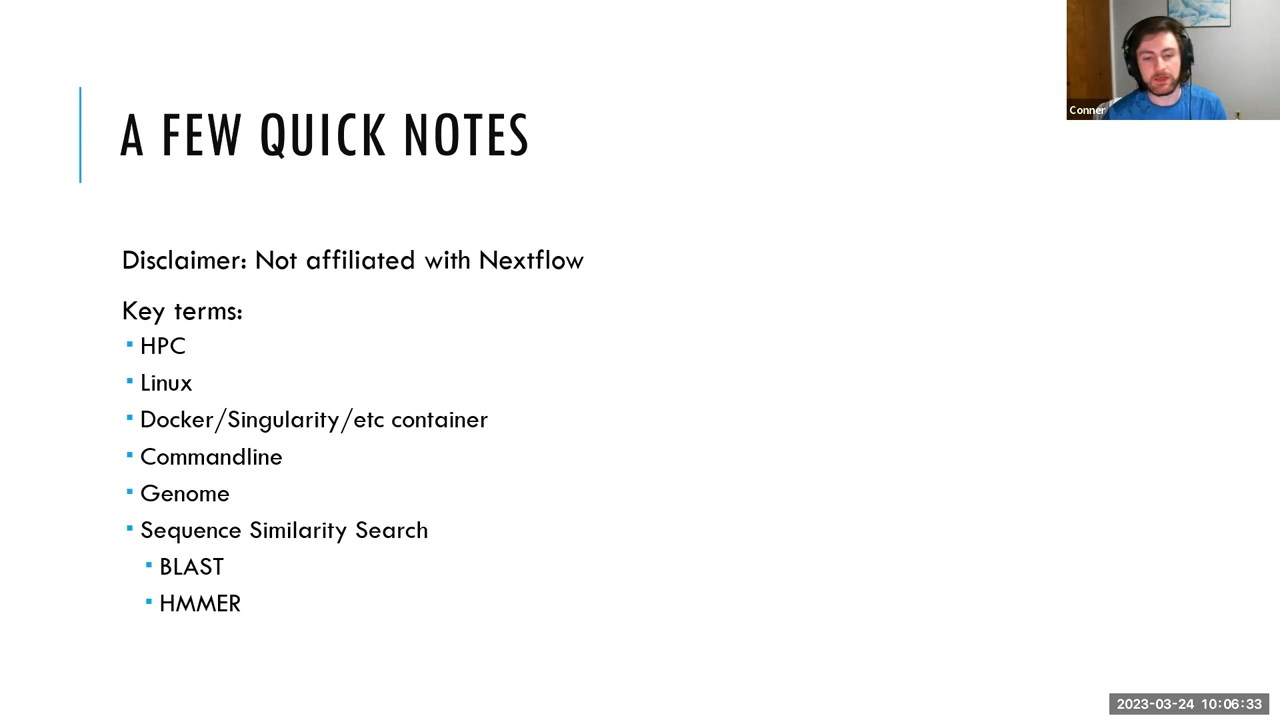 Conner
A FEW QUICK NOTES
Disclaimer: Not affiliated with Nextflow
Key terms:
HPC
Linux
Docker/Singularity/etc container
Commandline
Genome
Sequence Similarity Search
BLAST
HMMER
2023-03-24 10:06:33